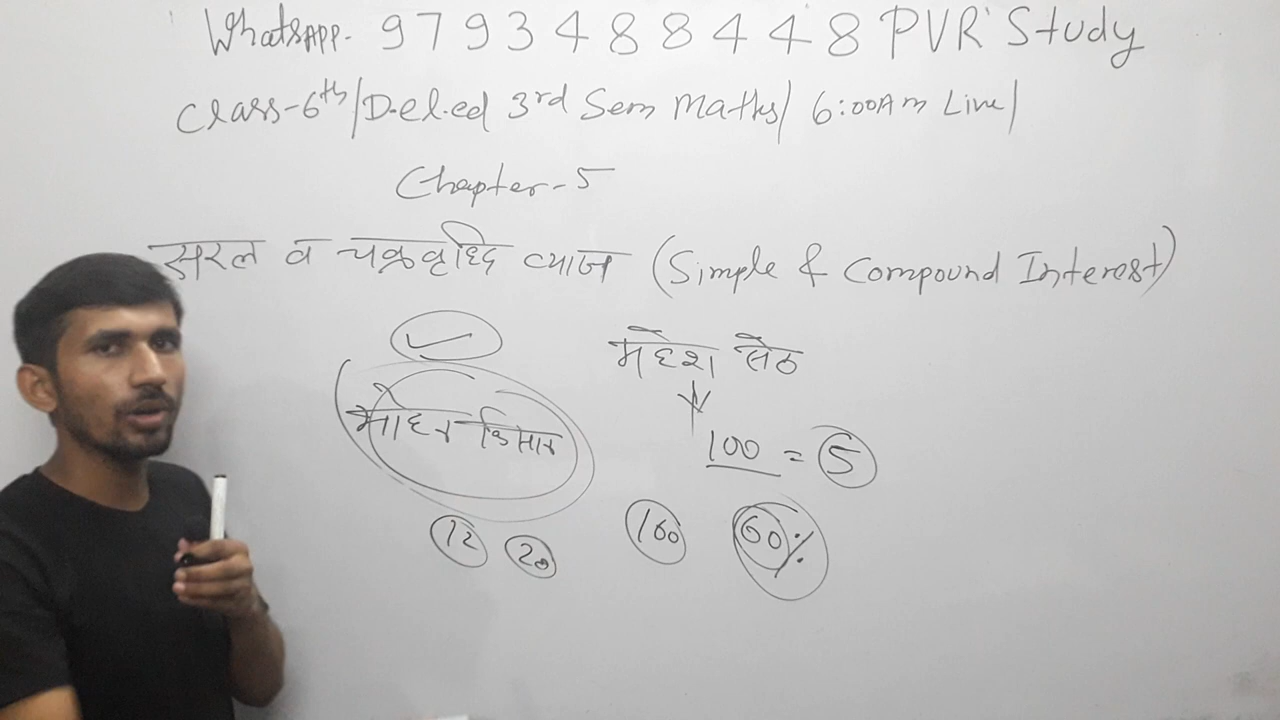 WhatsAPP. 9793488448 PVR Study
Class-6th/D.el.ed 3rd Sem Maths/ 6:00Am Live/
Chapter-5
सरल व चक्रवृध्दि व्याज (Simple & Compound Interest)
महेश सेठ
मोहन किसान
100 = 5
12 20 100 60%